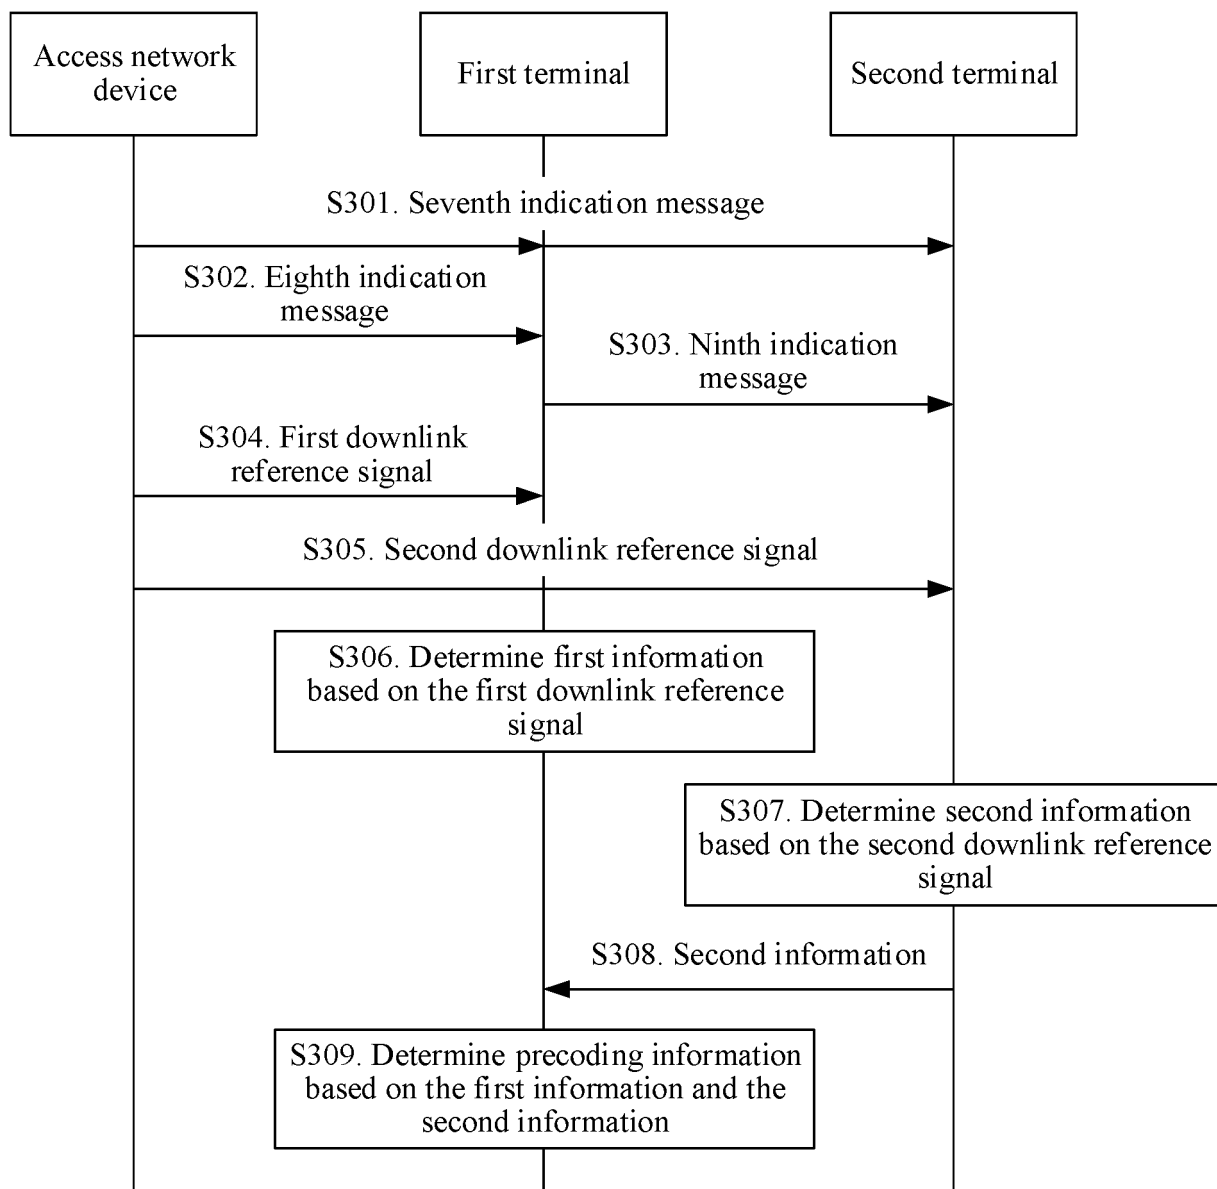 Access network
device
First terminal
Second terminal
S301. Seventh indication message
S302. Eighth indication
message
S303. Ninth indication
message
S304. First downlink
reference signal
S305. Second downlink reference signal
S306. Determine first information
based on the first downlink reference
signal
S307. Determine second information
based on the second downlink reference
signal
S308. Second information
S309. Determine precoding information
based on the first information and the
second information